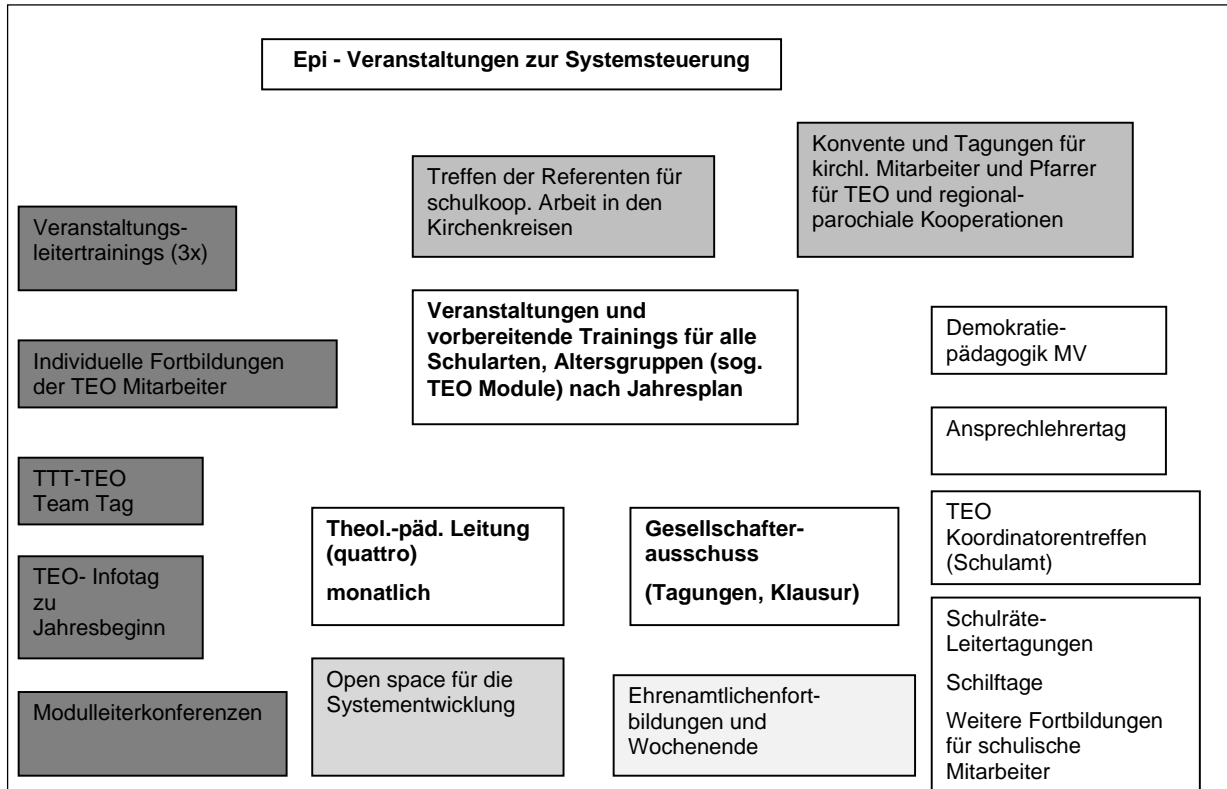 Epi - Veranstaltungen zur Systemsteuerung
Konvente und Tagungen für
kirchl. Mitarbeiter und Pfarrer
für TEO und regional-
parochiale Kooperationen
Treffen der Referenten für
schulkoop. Arbeit in den
Kirchenkreisen
Veranstaltungs-
leitertrainings (3x)
Veranstaltungen und
vorbereitende Trainings für alle
Schularten, Altersgruppen (sog.
TEO Module) nach Jahresplan
Demokratie-
pädagogik MV
Individuelle Fortbildungen
der TEO Mitarbeiter
Ansprechlehrertag
TTT-TEO
Team Tag
Theol.-päd. Leitung
(quattro)
monatlich
Gesellschafter-
ausschuss
(Tagungen, Klausur)
TEO
Koordinatorentreffen
(Schulamt)
TEO- Infotag
zu
Jahresbeginn
Schulräte-
Leitertagungen
Schilftage
Weitere Fortbildungen
für schulische
Mitarbeiter
Modulleiterkonferenzen
Open space für die
Systementwicklung
Ehrenamtlichenfort-
bildungen und
Wochenende